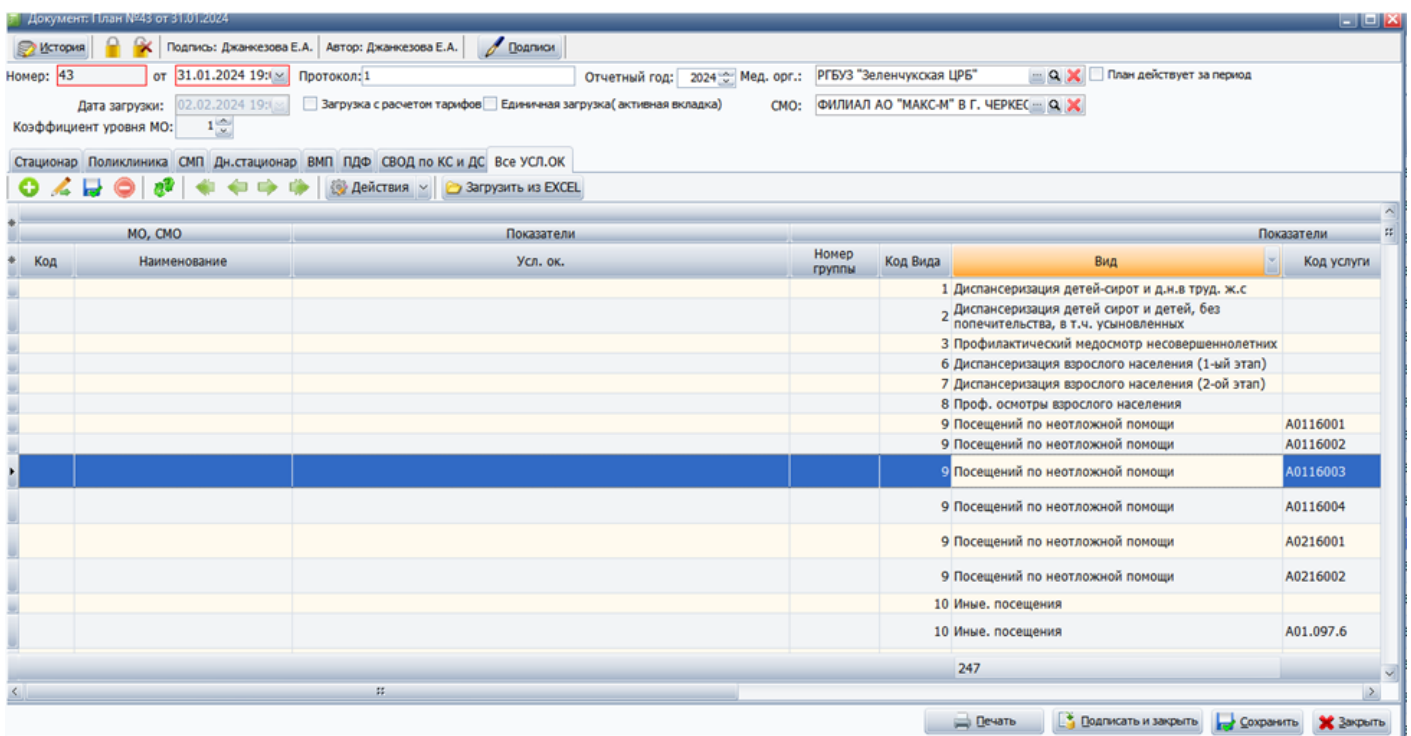 Документ: План №43 от 31.01.2024
История Подпись: Джанкезова Е.А. Автор: Джанкезова Е.А. Подписи
Номер: 43 от 31.01.2024 19:( Протокол: 1 Отчетный год: 2024 Мед. орг.: РГБУЗ "Зеленчукская ЦРБ" План действует за период
Дата загрузки: 02.02.2024 19:( Загрузка с расчетом тарифов Единичная загрузка( активная вкладка) СМО: ФИЛИАЛ АО "МАКС-М" В Г. ЧЕРКЕС
Коэффициент уровня МО: 1
Стационар Поликлиника СМП Дн.стационар ВМП ПДФ СВОД по КС и ДС Все УСЛ.ОК
Действия Загрузить из EXCEL
МО, СМО Показатели Показатели
Код Наименование Усл. ок. Номер группы Код Вида Вид Код услуги
1 Диспансеризация детей-сирот и д.н.в труд. ж.с
2 Диспансеризация детей сирот и детей, без
попечительства, в т.ч. усыновленных
3 Профилактический медосмотр несовершеннолетних
6 Диспансеризация взрослого населения (1-ый этап)
7 Диспансеризация взрослого населения (2-ой этап)
8 Проф. осмотры взрослого населения
9 Посещений по неотложной помощи A0116001
9 Посещений по неотложной помощи A0116002
9 Посещений по неотложной помощи A0116003
9 Посещений по неотложной помощи A0116004
9 Посещений по неотложной помощи A0216001
9 Посещений по неотложной помощи A0216002
10 Иные. посещения
10 Иные. посещения A01.097.6
247
Печать Подписать и закрыть Сохранить Закрыть